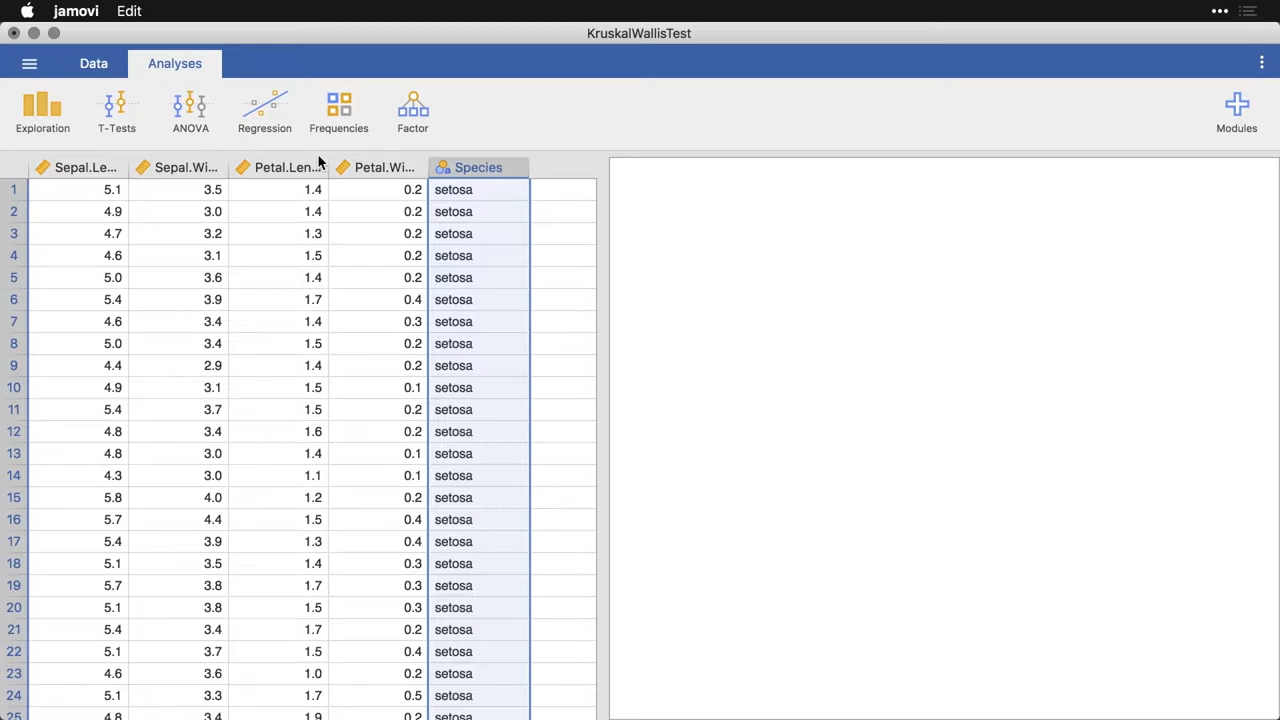 jamovi Edit
KruskalWallisTest
Data Analyses
Exploration T-Tests ANOVA Regression Frequencies Factor Modules
Sepal.Le... Sepal.Wi... Petal.Len... Petal.Wi... Species
1 5.1 3.5 1.4 0.2 setosa
2 4.9 3.0 1.4 0.2 setosa
3 4.7 3.2 1.3 0.2 setosa
4 4.6 3.1 1.5 0.2 setosa
5 5.0 3.6 1.4 0.2 setosa
6 5.4 3.9 1.7 0.4 setosa
7 4.6 3.4 1.4 0.3 setosa
8 5.0 3.4 1.5 0.2 setosa
9 4.4 2.9 1.4 0.2 setosa
10 4.9 3.1 1.5 0.1 setosa
11 5.4 3.7 1.5 0.2 setosa
12 4.8 3.4 1.6 0.2 setosa
13 4.8 3.0 1.4 0.1 setosa
14 4.3 3.0 1.1 0.1 setosa
15 5.8 4.0 1.2 0.2 setosa
16 5.7 4.4 1.5 0.4 setosa
17 5.4 3.9 1.3 0.4 setosa
18 5.1 3.5 1.4 0.3 setosa
19 5.7 3.8 1.7 0.3 setosa
20 5.1 3.8 1.5 0.3 setosa
21 5.4 3.4 1.7 0.2 setosa
22 5.1 3.7 1.5 0.4 setosa
23 4.6 3.6 1.0 0.2 setosa
24 5.1 3.3 1.7 0.5 setosa
25 4.8 3.4 1.9 0.2 setosa